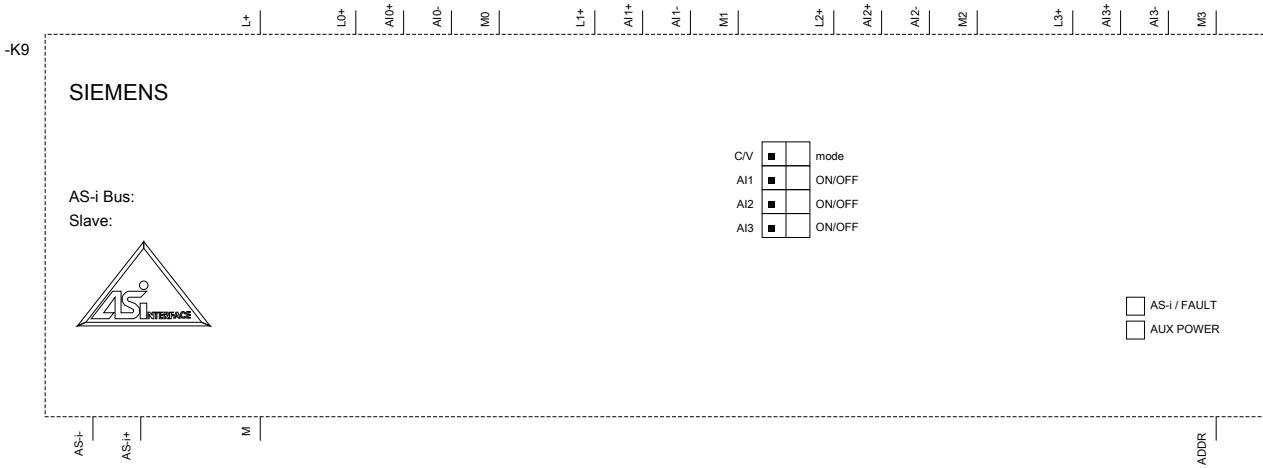 L+ L0+ AI0+ AI0- M0 L1+ AI1+ AI1- M1 L2+ AI2+ AI2- M2 L3+ AI3+ AI3- M3
-K9
SIEMENS
C/V mode
AI1 ON/OFF
AI2 ON/OFF
AI3 ON/OFF
AS-i Bus:
Slave:
ASi INTERFACE
AS-i / FAULT
AUX POWER
AS-i- AS-i+ M ADDR